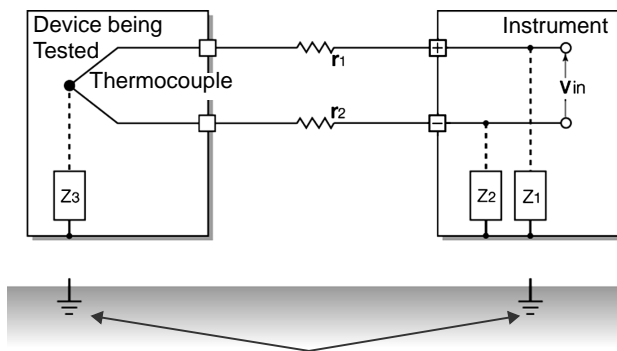 Device being
Tested
Thermocouple
Z3
r1
r2
+
−
Instrument
Vin
Z2
Z1